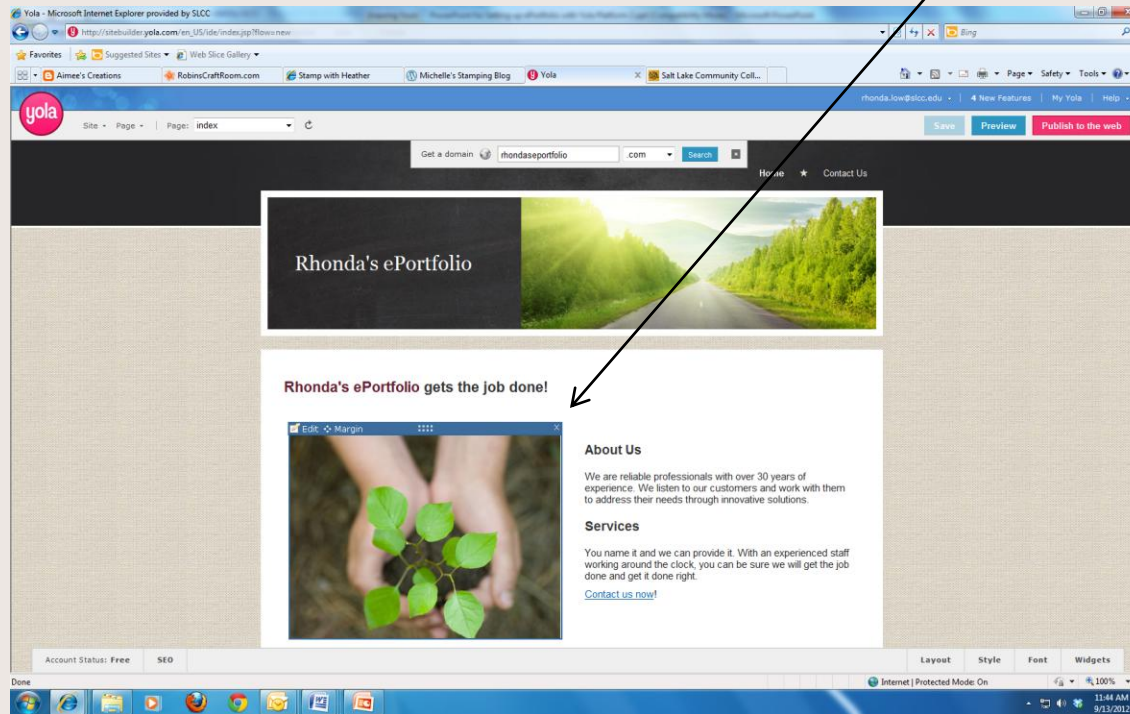 Yola - Microsoft Internet Explorer provided by SLCC
http://sitebuilder.yola.com/en_US/ide/index.jsp?flow=new
Bing
Favorites Suggested Sites Web Slice Gallery
Aimee's Creations RobinsCraftRoom.com Stamp with Heather Michelle's Stamping Blog Yola X Salt Lake Community Coll...
Page Safety Tools
yola
rhonda.low@slcc.edu | 4 New Features | My Yola | Help
Site Page | Page: index
Save Preview Publish to the web
Get a domain rhondaseportfolio .com Search
Home ★ Contact Us
Rhonda's ePortfolio
Rhonda's ePortfolio gets the job done!
Edit Margin X
About Us
We are reliable professionals with over 30 years of
experience. We listen to our customers and work with them
to address their needs through innovative solutions.
Services
You name it and we can provide it. With an experienced staff
working around the clock, you can be sure we will get the job
done and get it done right.
Contact us now!
Account Status: Free SEO
Layout Style Font Widgets
Done
Internet | Protected Mode: On
100%
11:44 AM
9/13/2012